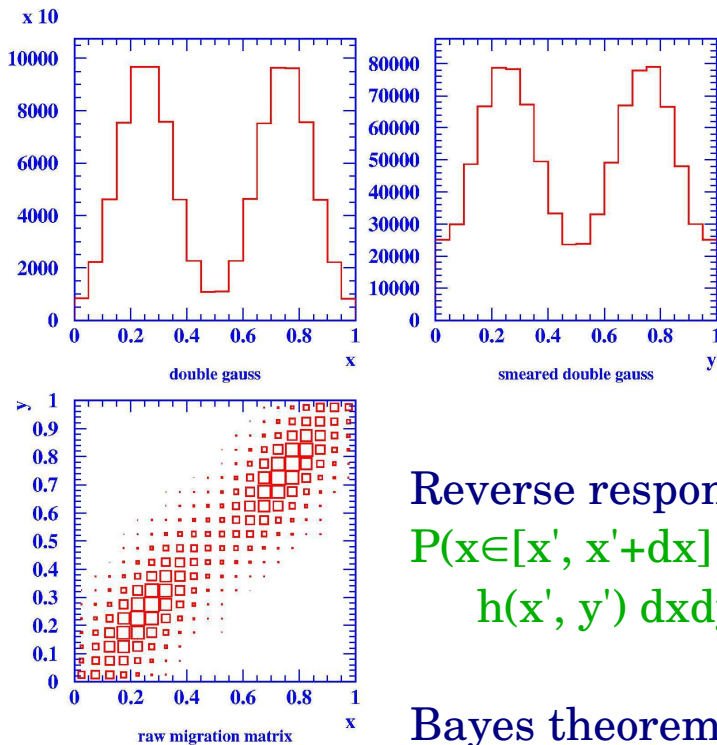 x 10
10000
8000
6000
4000
2000
0
0 0.2 0.4 0.6 0.8 1
x
double gauss
80000
70000
60000
50000
40000
30000
20000
10000
0
0 0.2 0.4 0.6 0.8 1
y
smeared double gauss
y
1
0.9
0.8
0.7
0.6
0.5
0.4
0.3
0.2
0.1
0
0 0.2 0.4 0.6 0.8 1
x
raw migration matrix
Reverse respon
P(x∈[x', x'+dx]
h(x', y') dxdy
Bayes theorem